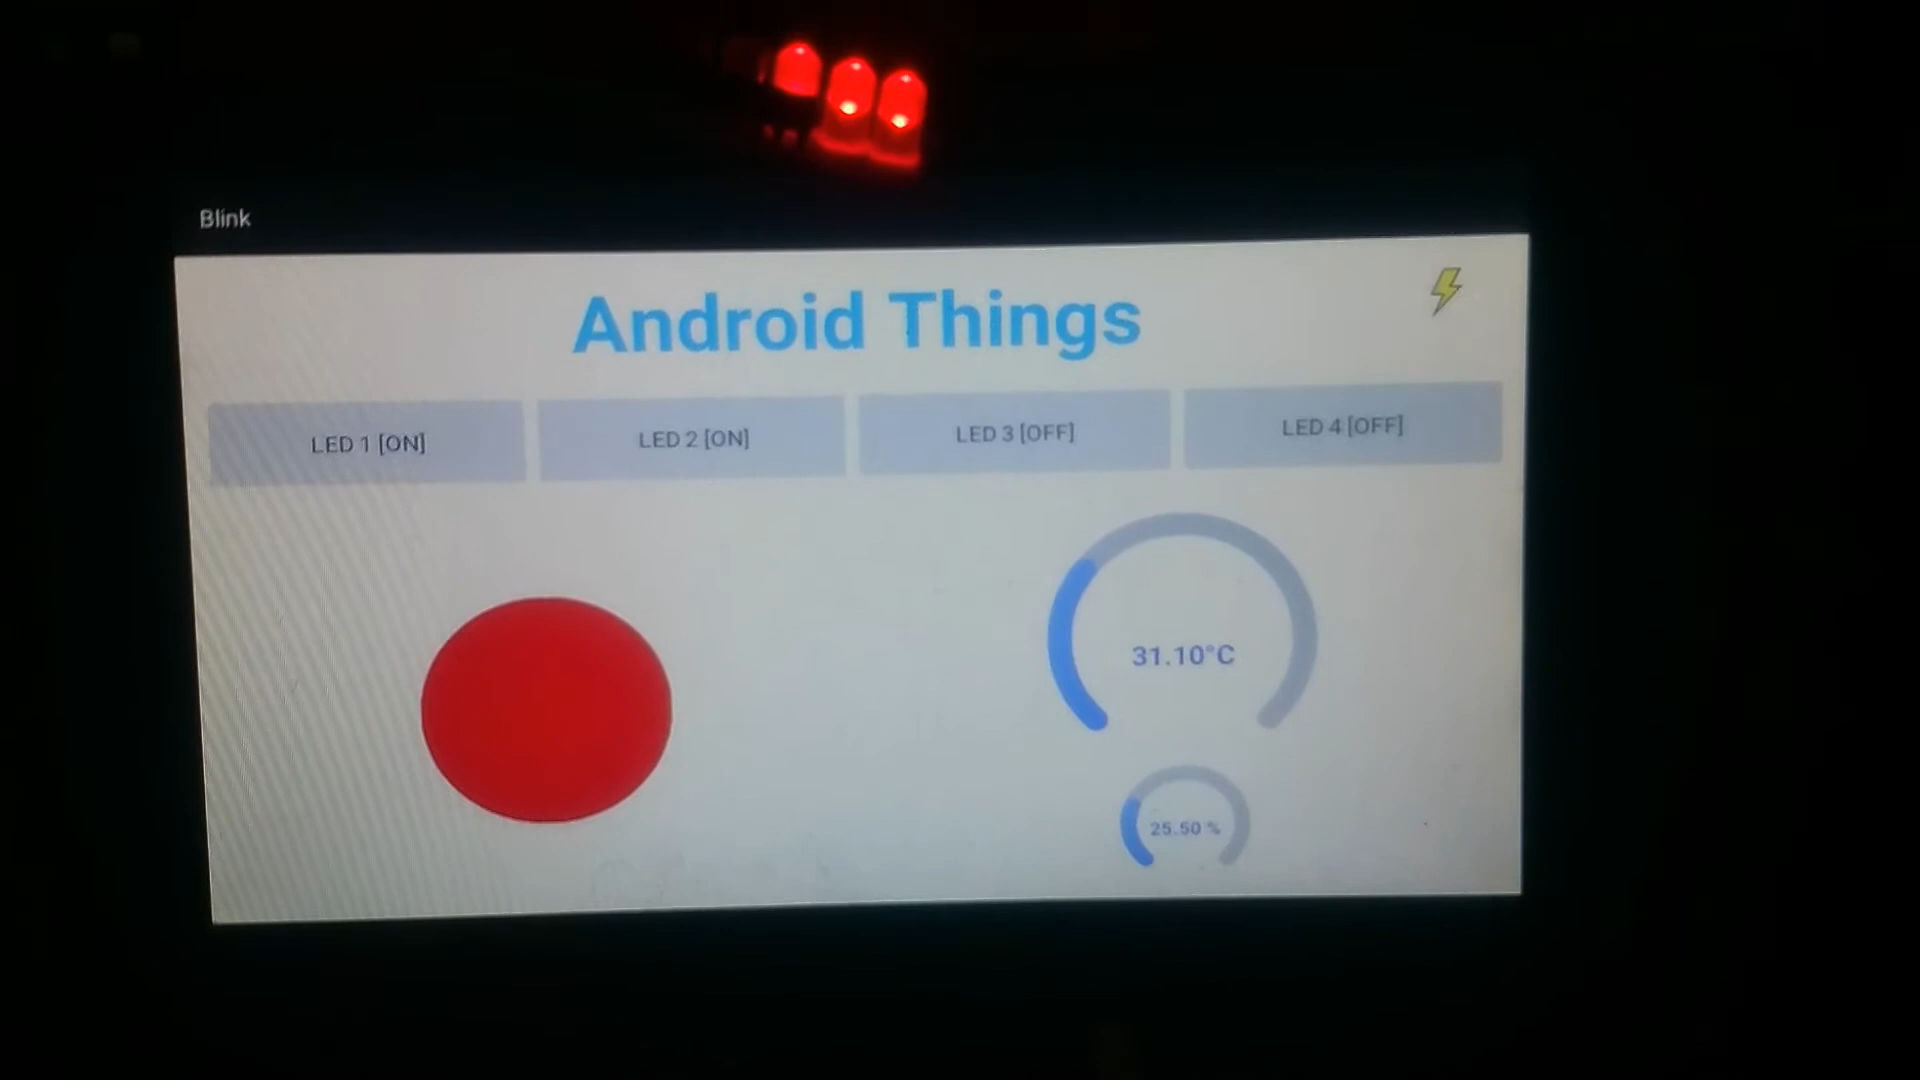 Blink
Android Things
LED 1 [ON]
LED 2 [ON]
LED 3 [OFF]
LED 4 [OFF]
31.10°C
25.50 %